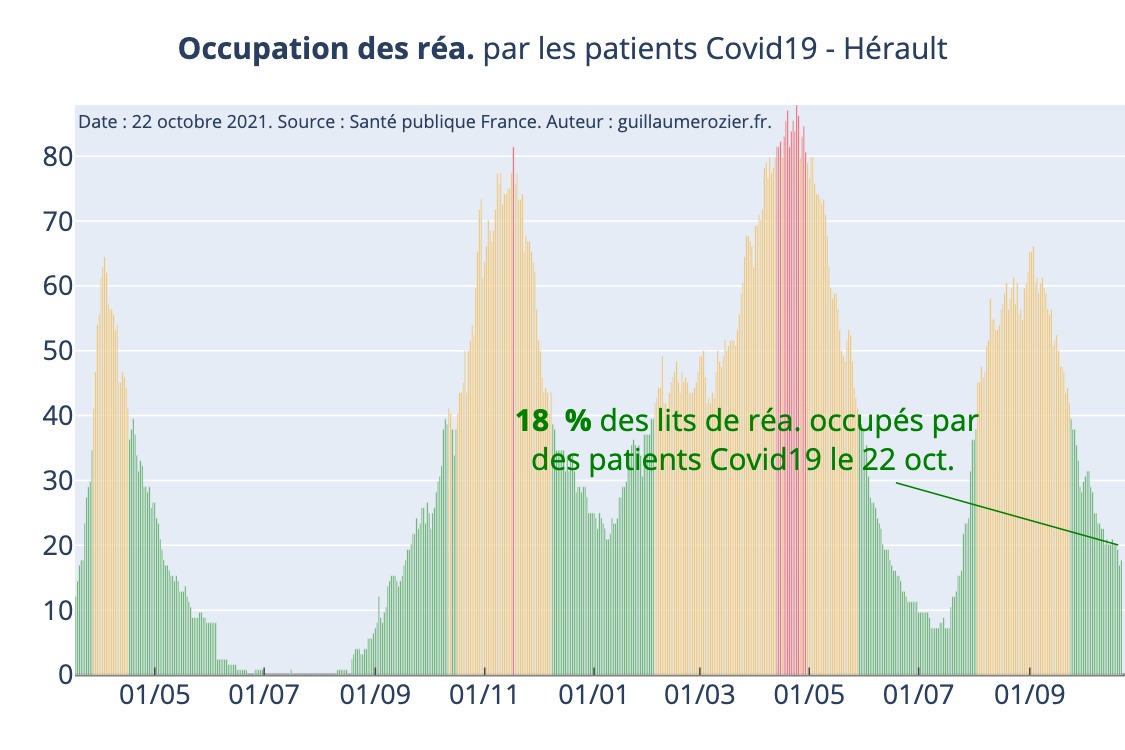 Occupation des réa. par les patients Covid19 - Hérault
Date : 22 octobre 2021. Source : Santé publique France. Auteur : guillaumerozier.fr.
80
70
60
50
40
30
20
10
0
18 % des lits de réa. occupés par
des patients Covid19 le 22 oct.
01/05 01/07 01/09 01/11 01/01 01/03 01/05 01/07 01/09